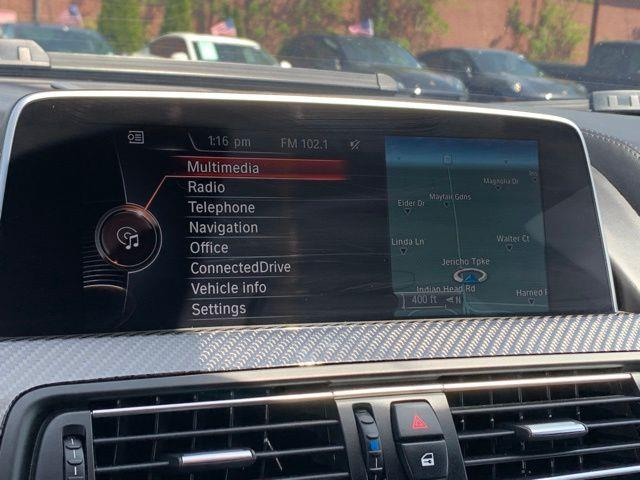 1:16 pm FM 102.1
Multimedia
Radio
Telephone
Navigation
Office
ConnectedDrive
Vehicle info
Settings
Magnolia Dr
Mayfair Gdns
Elder Dr
Linda Ln
Walter Ct
Jericho Tpke
Indian Head Rd
Harned
400 ft N